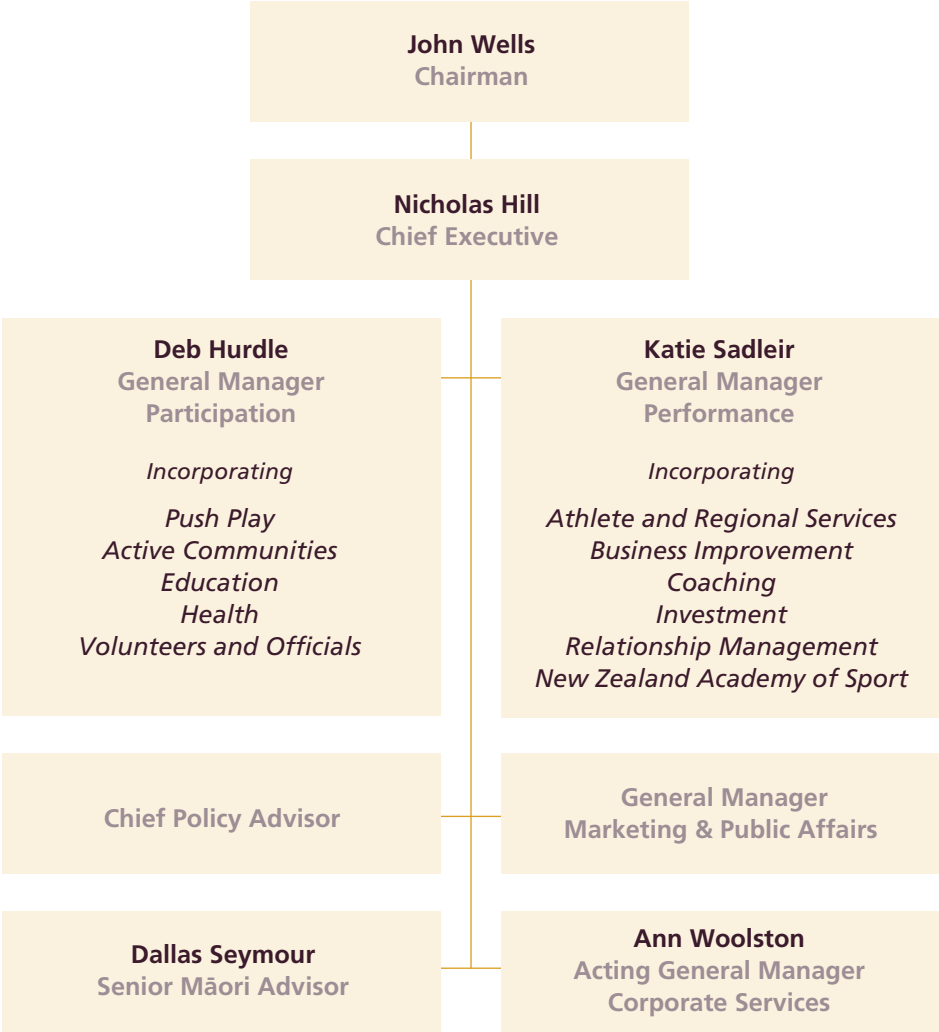 John Wells
Chairman
Nicholas Hill
Chief Executive
Deb Hurdle
General Manager
Participation
Incorporating
Push Play
Active Communities
Education
Health
Volunteers and Officials
Katie Sadleir
General Manager
Performance
Incorporating
Athlete and Regional Services
Business Improvement
Coaching
Investment
Relationship Management
New Zealand Academy of Sport
Chief Policy Advisor
General Manager
Marketing & Public Affairs
Dallas Seymour
Senior Māori Advisor
Ann Woolston
Acting General Manager
Corporate Services